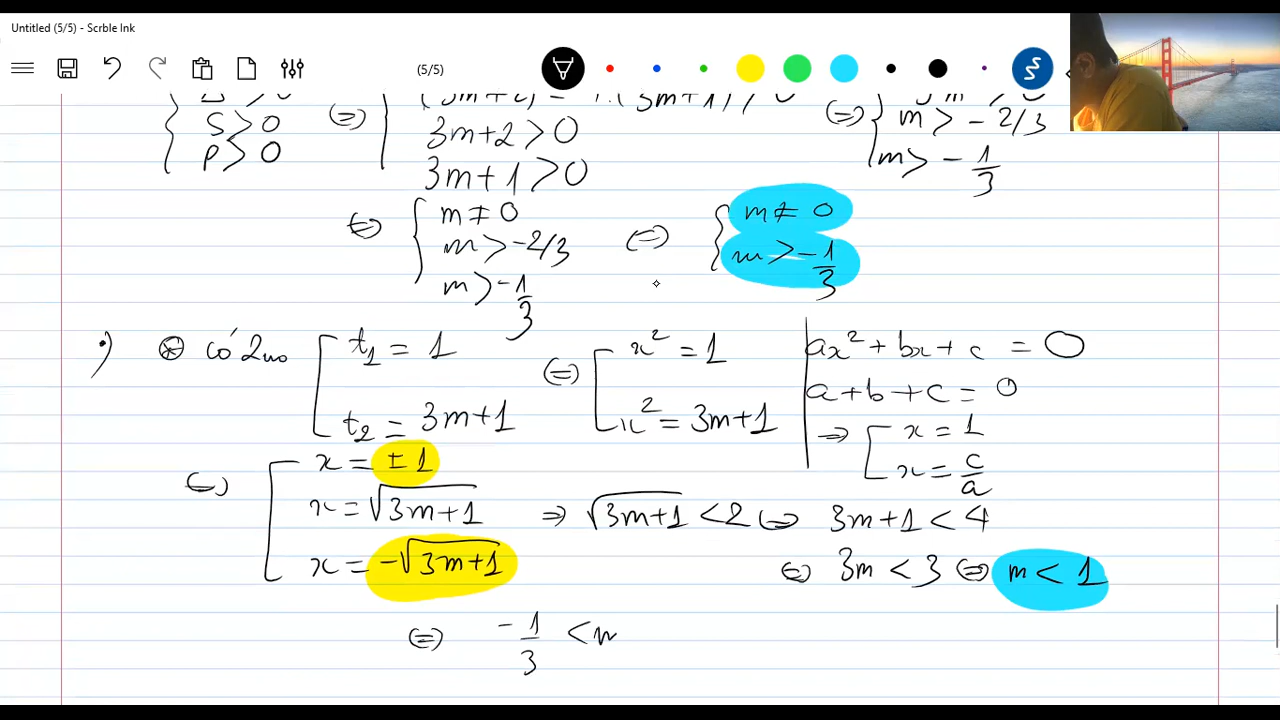 Untitled (5/5) - Scrble Ink
(5/5)
S > 0 ⇔ 3m+2 > 0 ⇔ m > -2/3
P > 0 3m+1 > 0 m > -1/3
⇔ { m ≠ 0 ⇔ { m ≠ 0
m > -2/3 m > -1/3
m > -1/3
•) ⊛ có 2 no [ t₁ = 1 ⇔ [ x² = 1 | ax² + bx + c = 0
a + b + c = 0
t₂ = 3m+1 x² = 3m+1 ⇒ [ x = 1
⇔ [ x = ±1 x = c/a
x = √(3m+1) ⇒ √(3m+1) < 2 ⇔ 3m+1 < 4
x = -√(3m+1) ⇔ 3m < 3 ⇔ m < 1
⇔ -1/3 < m